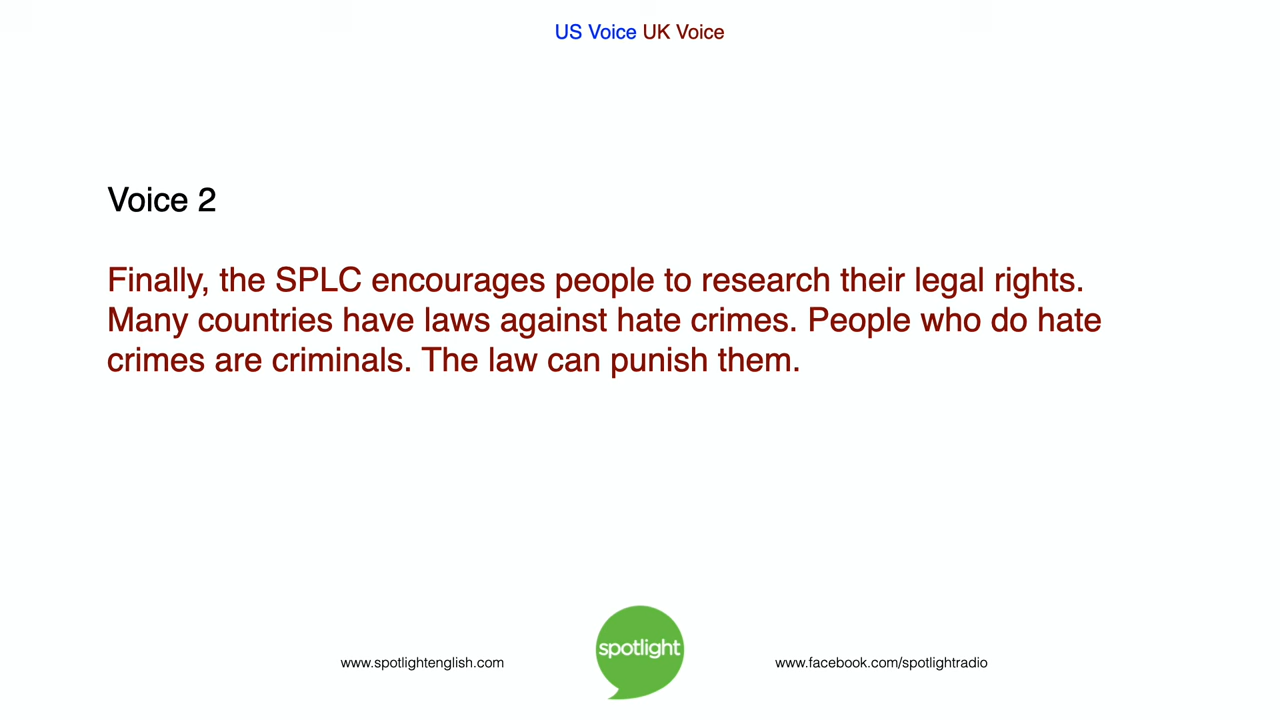 US Voice UK Voice
Voice 2
Finally, the SPLC encourages people to research their legal rights.
Many countries have laws against hate crimes. People who do hate
crimes are criminals. The law can punish them.
spotlight
www.spotlightenglish.com
www.facebook.com/spotlightradio